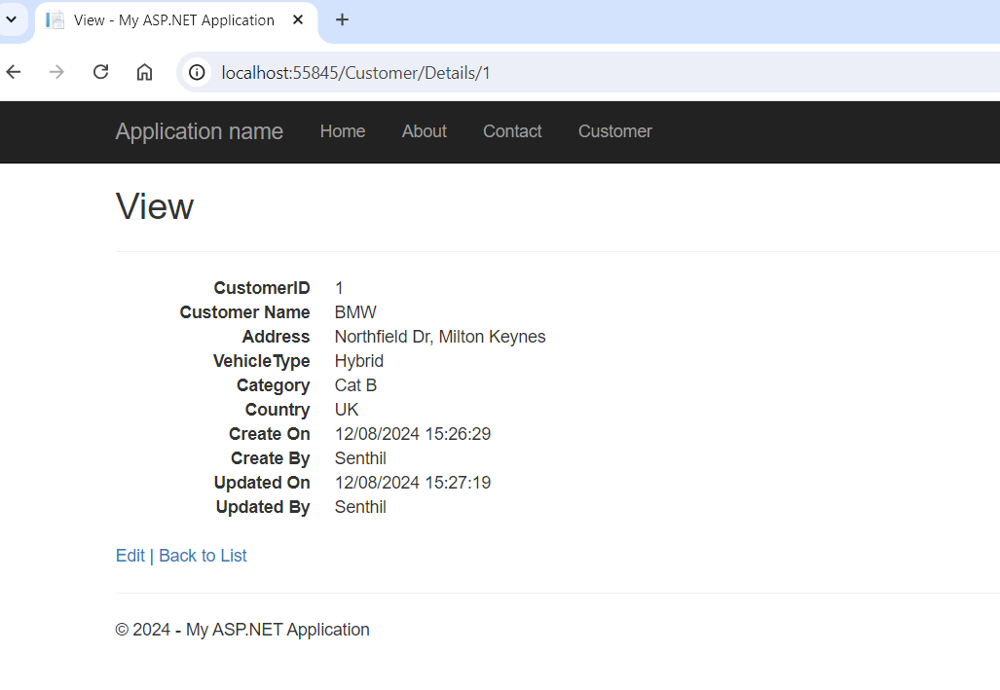 View - My ASP.NET Application
localhost:55845/Customer/Details/1
Application name Home About Contact Customer
View
CustomerID 1
Customer Name BMW
Address Northfield Dr, Milton Keynes
VehicleType Hybrid
Category Cat B
Country UK
Create On 12/08/2024 15:26:29
Create By Senthil
Updated On 12/08/2024 15:27:19
Updated By Senthil
Edit | Back to List
© 2024 - My ASP.NET Application